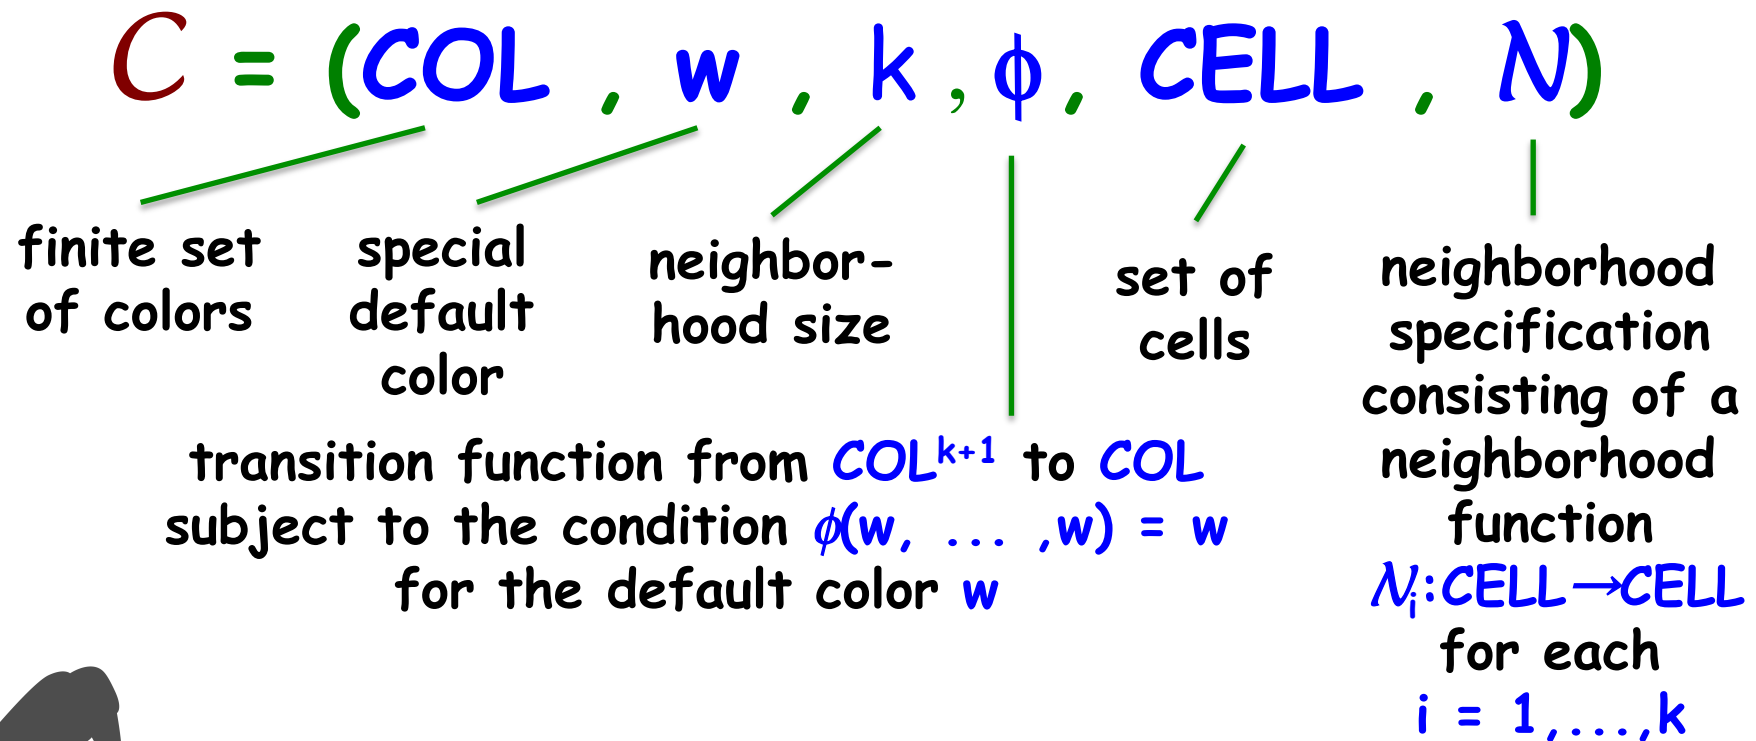 C = (COL , w , k , ϕ , CELL , N)
finite set
of colors
special
default
color
neighbor-
hood size
set of
cells
neighborhood
specification
consisting of a
neighborhood
function
Nᵢ:CELL→CELL
for each
i = 1,...,k
transition function from COLᵏ⁺¹ to COL
subject to the condition ϕ(w, ... ,w) = w
for the default color w